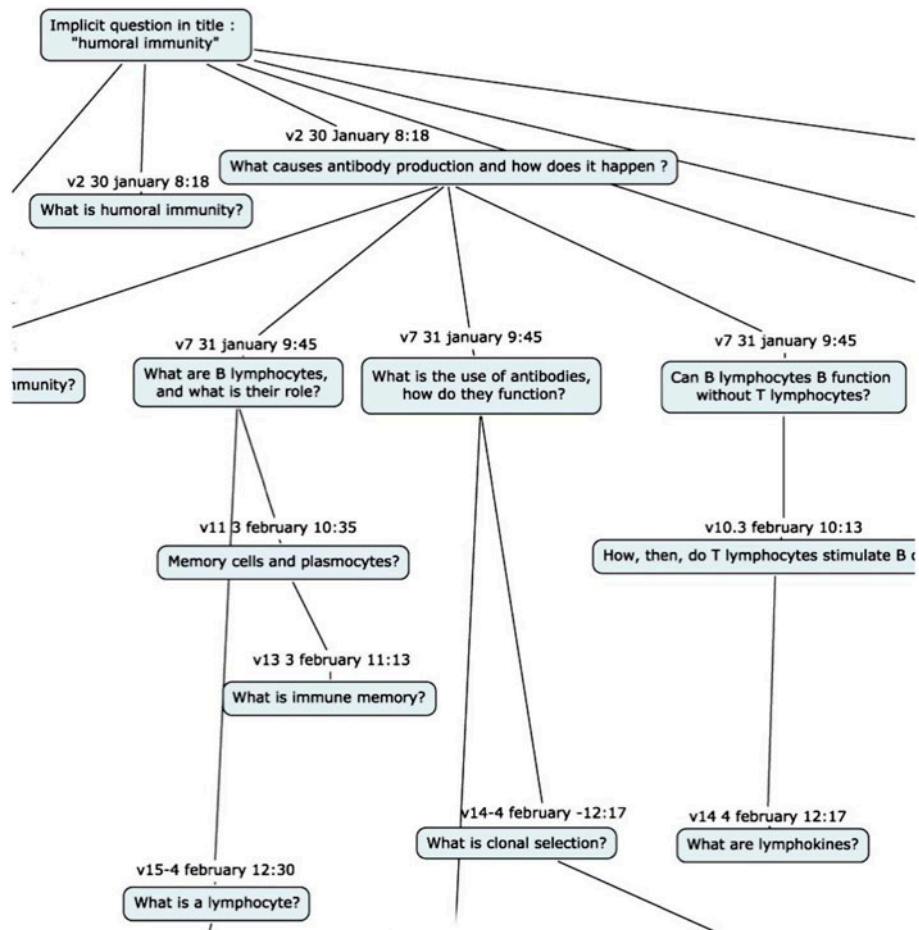 Implicit question in title :
"humoral immunity"
v2 30 January 8:18
What causes antibody production and how does it happen ?
v2 30 january 8:18
What is humoral immunity?
v7 31 january 9:45
What are B lymphocytes,
and what is their role?
v7 31 january 9:45
What is the use of antibodies,
how do they function?
v7 31 january 9:45
Can B lymphocytes B function
without T lymphocytes?
v11 3 february 10:35
Memory cells and plasmocytes?
v10.3 february 10:13
How, then, do T lymphocytes stimulate B
v13 3 february 11:13
What is immune memory?
v14-4 february -12:17
What is clonal selection?
v14 4 february 12:17
What are lymphokines?
v15-4 february 12:30
What is a lymphocyte?